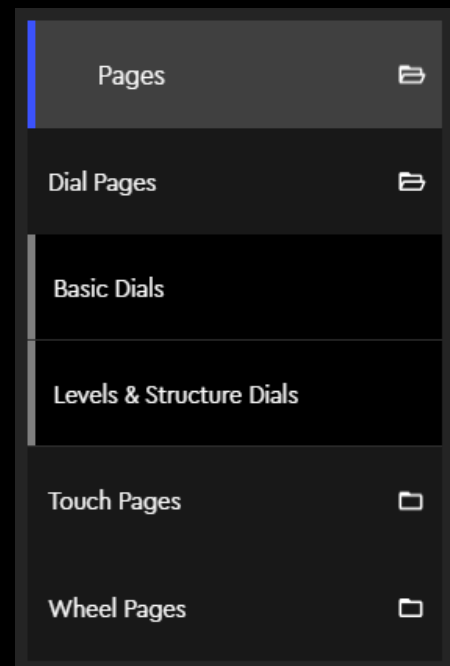 Pages
Dial Pages
Basic Dials
Levels & Structure Dials
Touch Pages
Wheel Pages